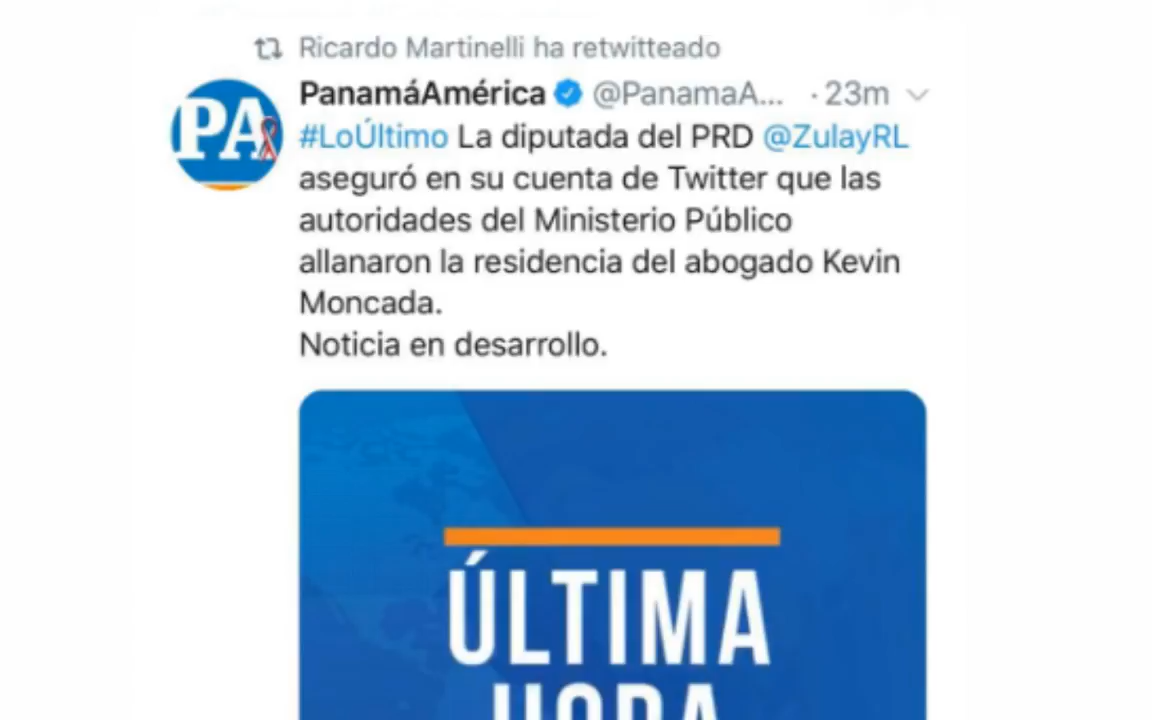 Ricardo Martinelli ha retwitteado
PanamáAmérica @PanamaA... · 23m
PA
#LoÚltimo La diputada del PRD @ZulayRL
aseguró en su cuenta de Twitter que las
autoridades del Ministerio Público
allanaron la residencia del abogado Kevin
Moncada.
Noticia en desarrollo.
ÚLTIMA
HORA